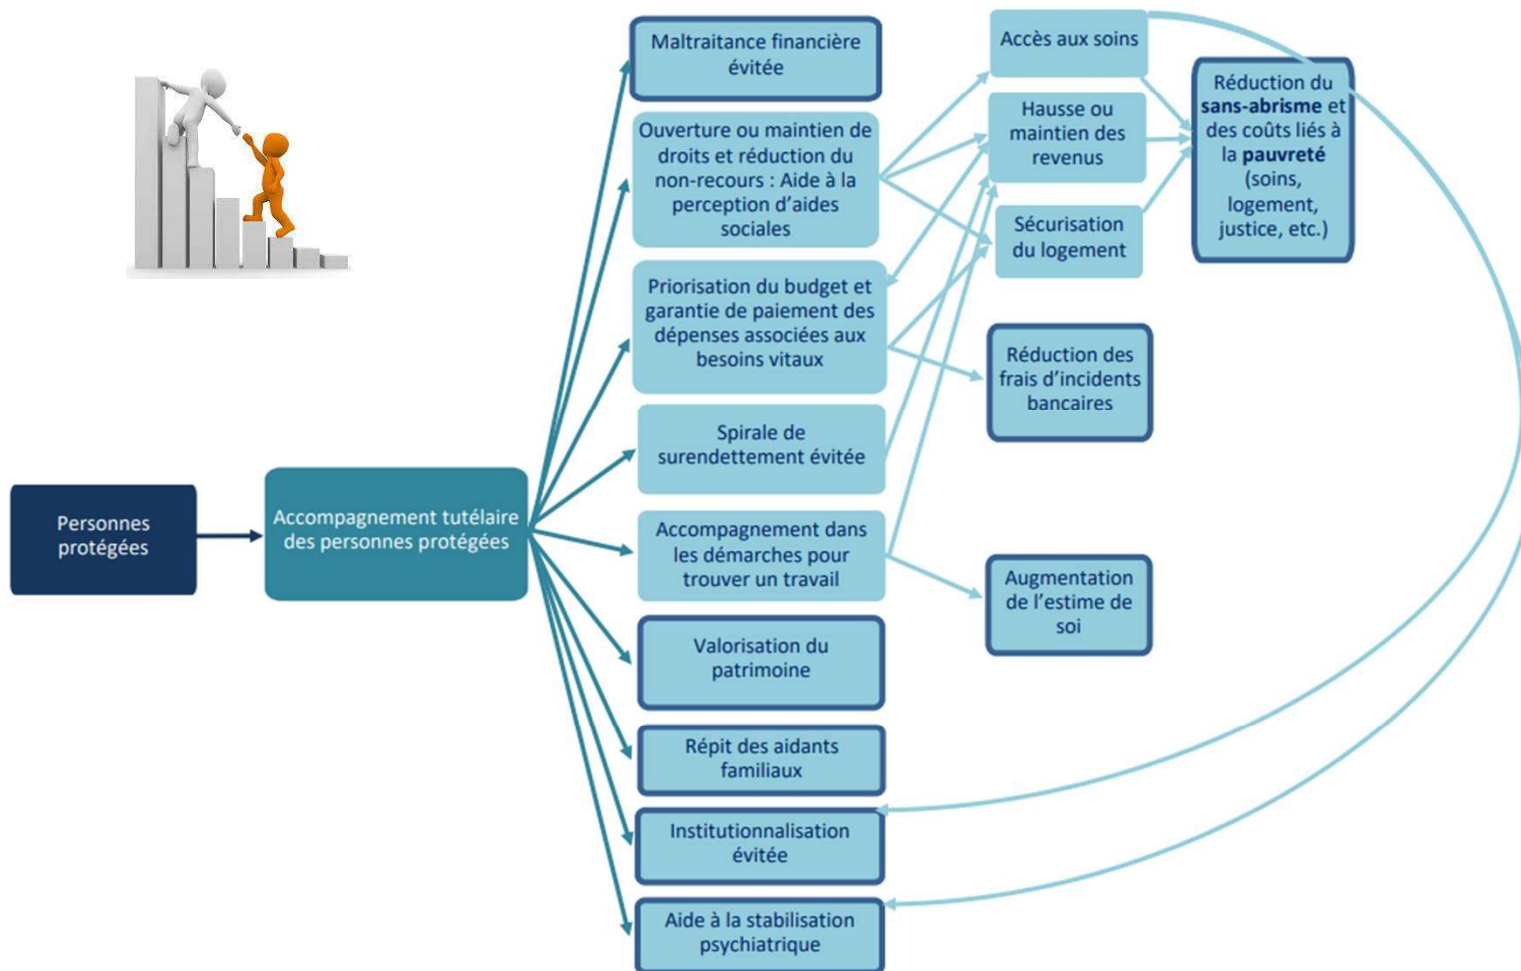 Personnes
protégées
Accompagnement tutélaire
des personnes protégées
Maltraitance financière
évitée
Ouverture ou maintien de
droits et réduction du
non-recours : Aide à la
perception d’aides
sociales
Priorisation du budget et
garantie de paiement des
dépenses associées aux
besoins vitaux
Spirale de
surendettement évitée
Accompagnement dans
les démarches pour
trouver un travail
Valorisation du
patrimoine
Répit des aidants
familiaux
Institutionnalisation
évitée
Aide à la stabilisation
psychiatrique
Accès aux soins
Hausse ou
maintien des
revenus
Sécurisation
du logement
Réduction des
frais d’incidents
bancaires
Augmentation
de l’estime de
soi
Réduction du
sans-abrisme et
des coûts liés à
la pauvreté
(soins,
logement,
justice, etc.)